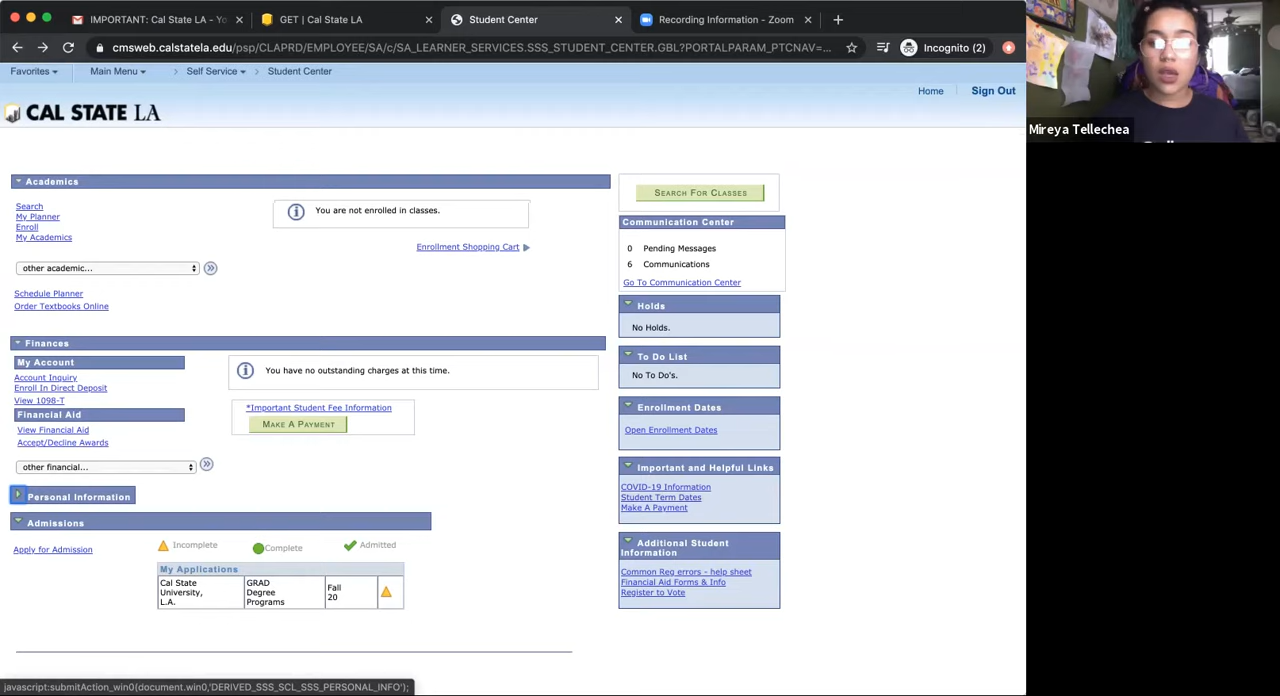 IMPORTANT: Cal State LA - Yo
GET | Cal State LA
Student Center
Recording Information - Zoom
cmsweb.calstatela.edu/psp/CLAPRD/EMPLOYEE/SA/c/SA_LEARNER_SERVICES.SSS_STUDENT_CENTER.GBL?PORTALPARAM_PTCNAV=...
Incognito (2)
Favorites
Main Menu
Self Service
Student Center
Home
Sign Out
CAL STATE LA
Mireya Tellechea
Academics
Search
My Planner
Enroll
My Academics
You are not enrolled in classes.
Enrollment Shopping Cart
other academic...
Schedule Planner
Order Textbooks Online
Finances
My Account
Account Inquiry
Enroll In Direct Deposit
View 1098-T
Financial Aid
View Financial Aid
Accept/Decline Awards
You have no outstanding charges at this time.
*Important Student Fee Information
MAKE A PAYMENT
other financial...
Personal Information
Admissions
Apply for Admission
Incomplete
Complete
Admitted
My Applications
Cal State University, L.A.
GRAD Degree Programs
Fall 20
SEARCH FOR CLASSES
Communication Center
0 Pending Messages
6 Communications
Go To Communication Center
Holds
No Holds.
To Do List
No To Do's.
Enrollment Dates
Open Enrollment Dates
Important and Helpful Links
COVID-19 Information
Student Term Dates
Make A Payment
Additional Student Information
Common Reg errors - help sheet
Financial Aid Forms & Info
Register to Vote
javascript:submitAction_win0(document.win0,'DERIVED_SSS_SCL_SSS_PERSONAL_INFO');